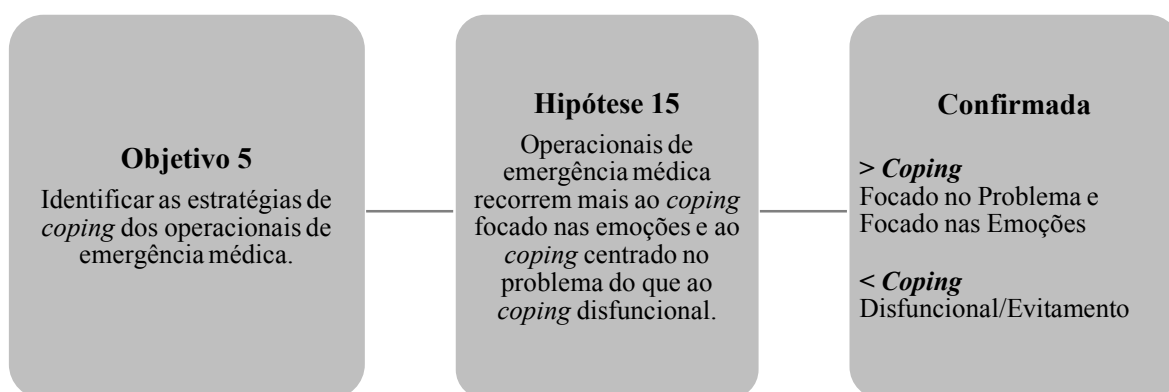 Objetivo 5
Identificar as estratégias de
coping dos operacionais de
emergência médica.
Hipótese 15
Operacionais de
emergência médica
recorrem mais ao coping
focado nas emoções e ao
coping centrado no
problema do que ao
coping disfuncional.
Confirmada
> Coping
Focado no Problema e
Focado nas Emoções
< Coping
Disfuncional/Evitamento